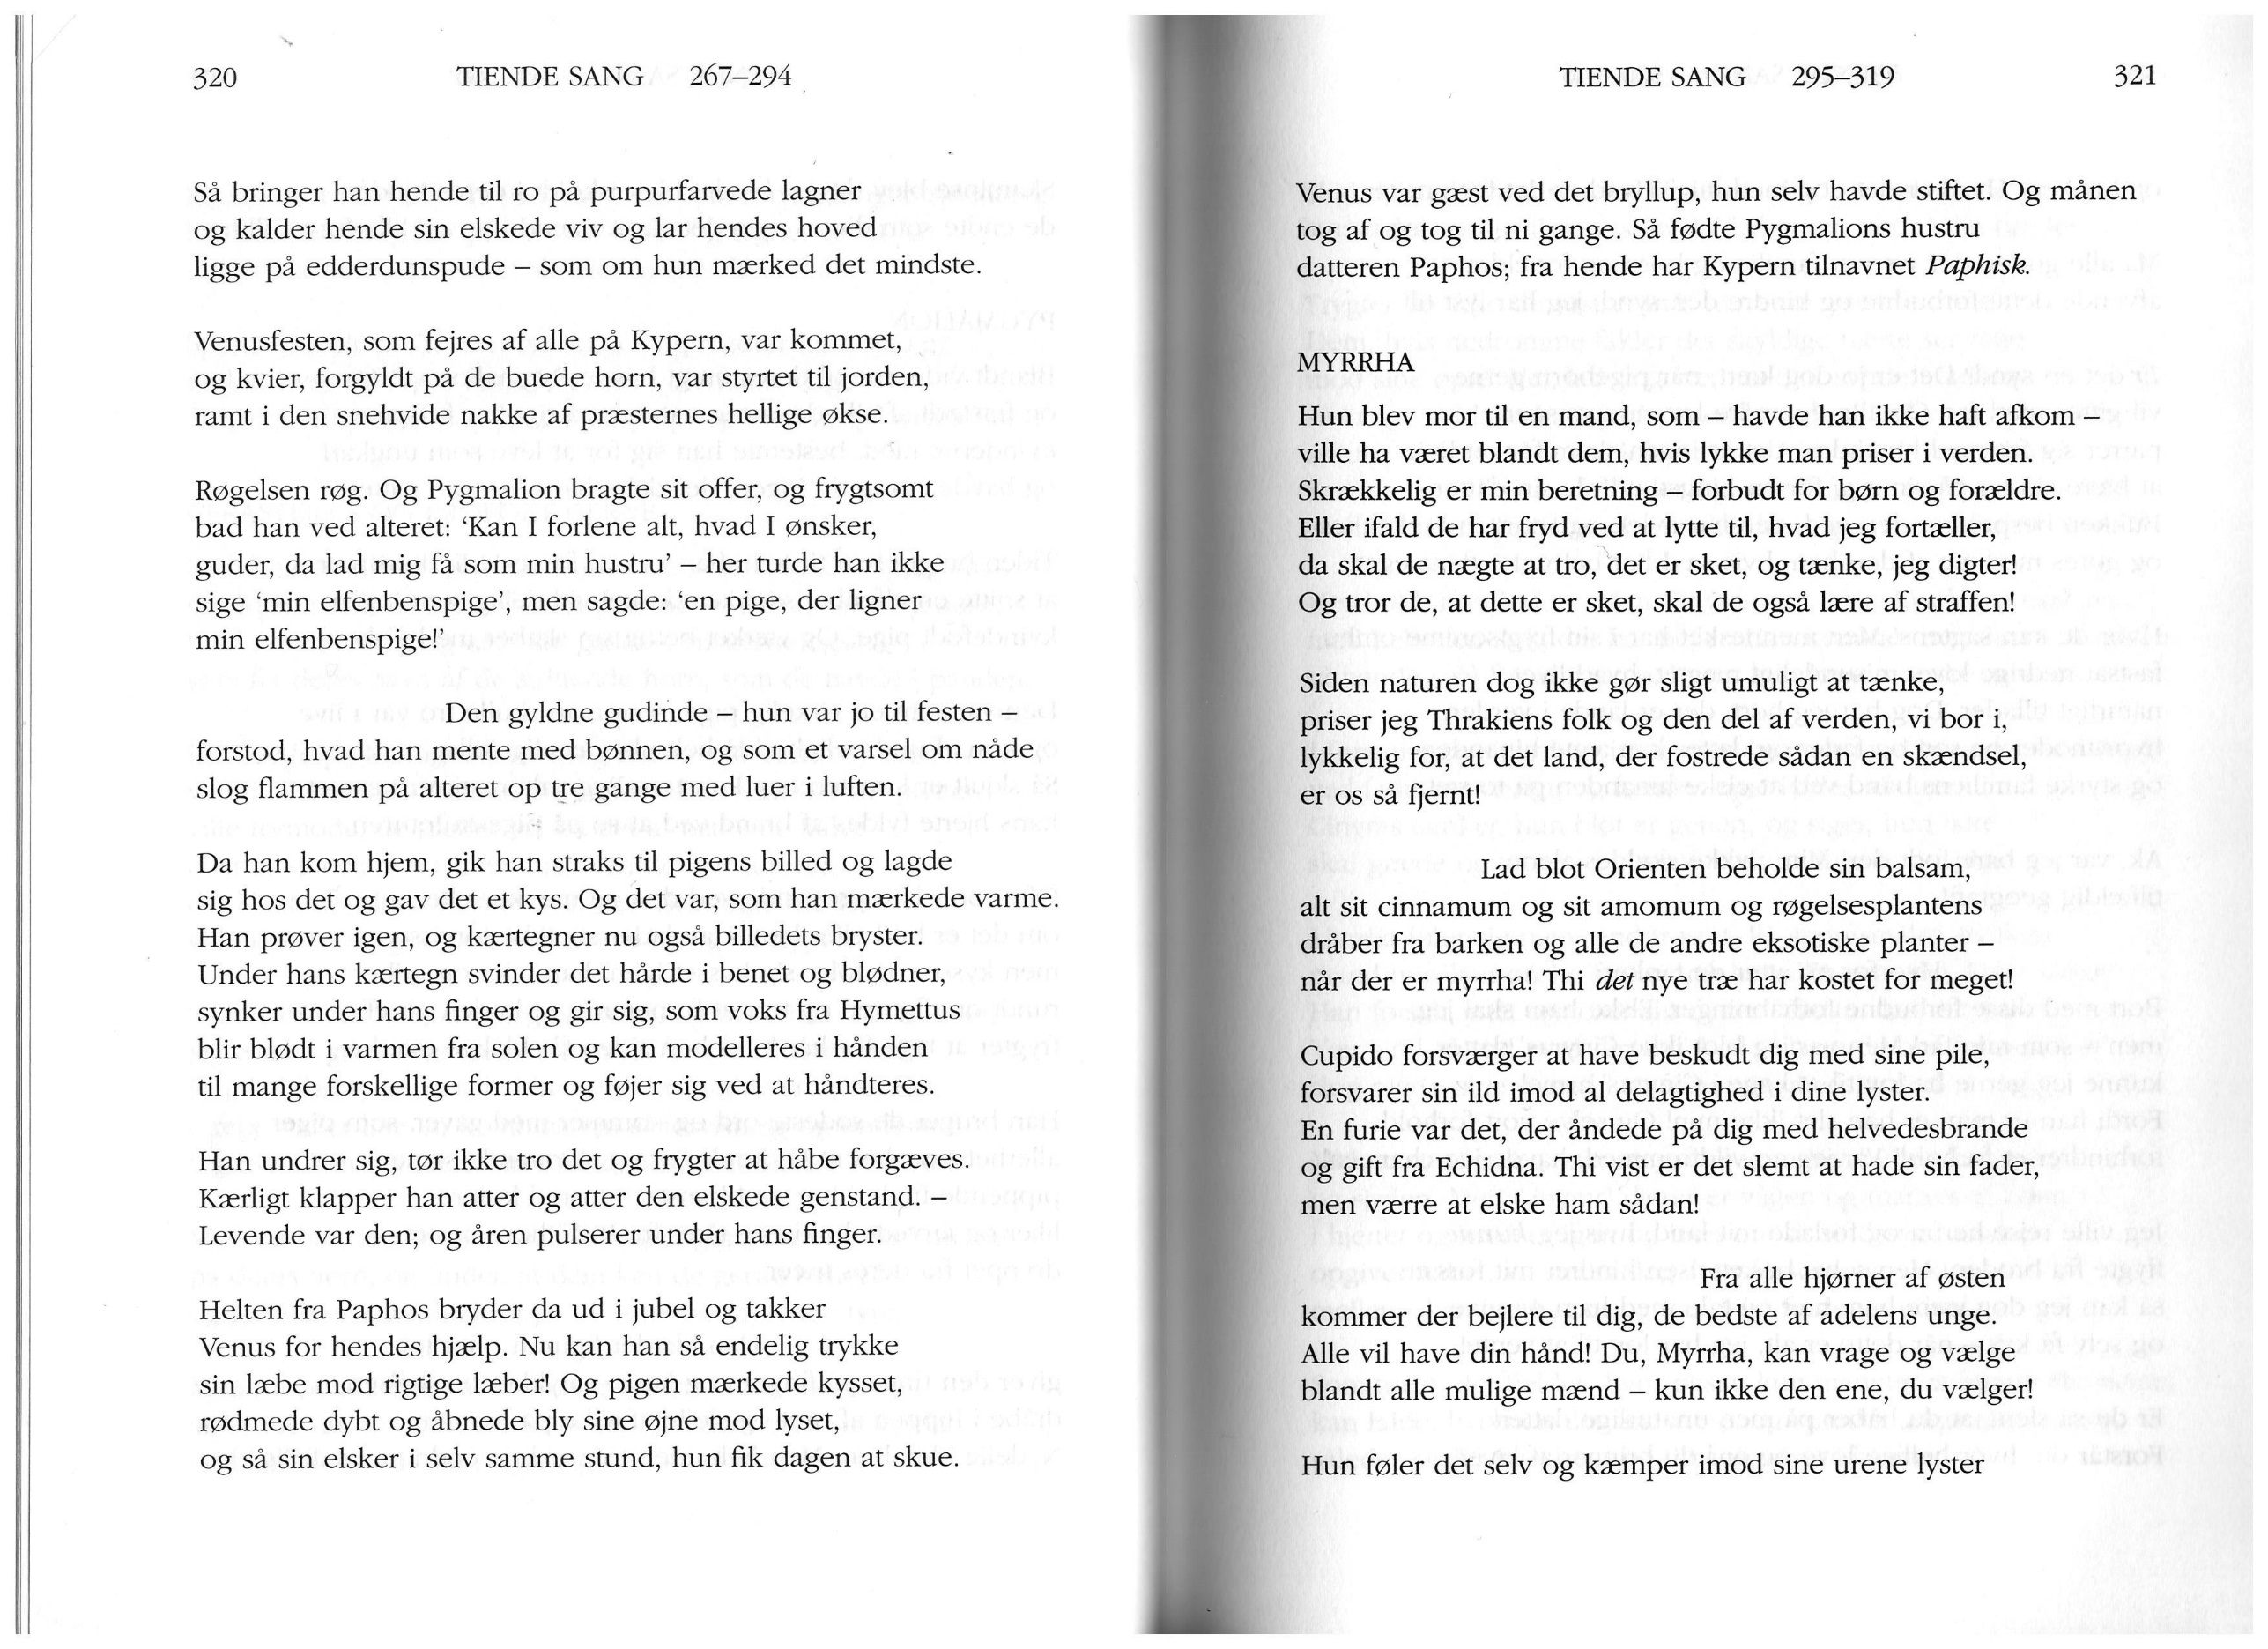 320 TIENDE SANG 267–294
Så bringer han hende til ro på purpurfarvede lagner
og kalder hende sin elskede viv og lar hendes hoved
ligge på edderdunspude – som om hun mærked det mindste.
Venusfesten, som fejres af alle på Kypern, var kommet,
og kvier, forgyldt på de buede horn, var styrtet til jorden,
ramt i den snehvide nakke af præsternes hellige økse.
Røgelsen røg. Og Pygmalion bragte sit offer, og frygtsomt
bad han ved alteret: ‘Kan I forlene alt, hvad I ønsker,
guder, da lad mig få som min hustru’ – her turde han ikke
sige ‘min elfenbenspige’, men sagde: ‘en pige, der ligner
min elfenbenspige!’
Den gyldne gudinde – hun var jo til festen –
forstod, hvad han mente med bønnen, og som et varsel om nåde
slog flammen på alteret op tre gange med luer i luften.
Da han kom hjem, gik han straks til pigens billed og lagde
sig hos det og gav det et kys. Og det var, som han mærkede varme.
Han prøver igen, og kærtegner nu også billedets bryster.
Under hans kærtegn svinder det hårde i benet og blødner,
synker under hans finger og gir sig, som voks fra Hymettus
blir blødt i varmen fra solen og kan modelleres i hånden
til mange forskellige former og føjer sig ved at håndteres.
Han undrer sig, tør ikke tro det og frygter at håbe forgæves.
Kærligt klapper han atter og atter den elskede genstand. –
Levende var den; og åren pulserer under hans finger.
Helten fra Paphos bryder da ud i jubel og takker
Venus for hendes hjælp. Nu kan han så endelig trykke
sin læbe mod rigtige læber! Og pigen mærkede kysset,
rødmede dybt og åbnede bly sine øjne mod lyset,
og så sin elsker i selv samme stund, hun fik dagen at skue.
TIENDE SANG 295–319 321
Venus var gæst ved det bryllup, hun selv havde stiftet. Og månen
tog af og tog til ni gange. Så fødte Pygmalions hustru
datteren Paphos; fra hende har Kypern tilnavnet Paphisk.
MYRRHA
Hun blev mor til en mand, som – havde han ikke haft afkom –
ville ha været blandt dem, hvis lykke man priser i verden.
Skrækkelig er min beretning – forbudt for børn og forældre.
Eller ifald de har fryd ved at lytte til, hvad jeg fortæller,
da skal de nægte at tro, det er sket, og tænke, jeg digter!
Og tror de, at dette er sket, skal de også lære af straffen!
Siden naturen dog ikke gør sligt umuligt at tænke,
priser jeg Thrakiens folk og den del af verden, vi bor i,
lykkelig for, at det land, der fostrede sådan en skændsel,
er os så fjernt!
Lad blot Orienten beholde sin balsam,
alt sit cinnamum og sit amomum og røgelsesplantens
dråber fra barken og alle de andre eksotiske planter –
når der er myrrha! Thi det nye træ har kostet for meget!
Cupido forsværger at have beskudt dig med sine pile,
forsvarer sin ild imod al delagtighed i dine lyster.
En furie var det, der åndede på dig med helvedesbrande
og gift fra Echidna. Thi vist er det slemt at hade sin fader,
men værre at elske ham sådan!
Fra alle hjørner af østen
kommer der bejlere til dig, de bedste af adelens unge.
Alle vil have din hånd! Du, Myrrha, kan vrage og vælge
blandt alle mulige mænd – kun ikke den ene, du vælger!
Hun føler det selv og kæmper imod sine urene lyster